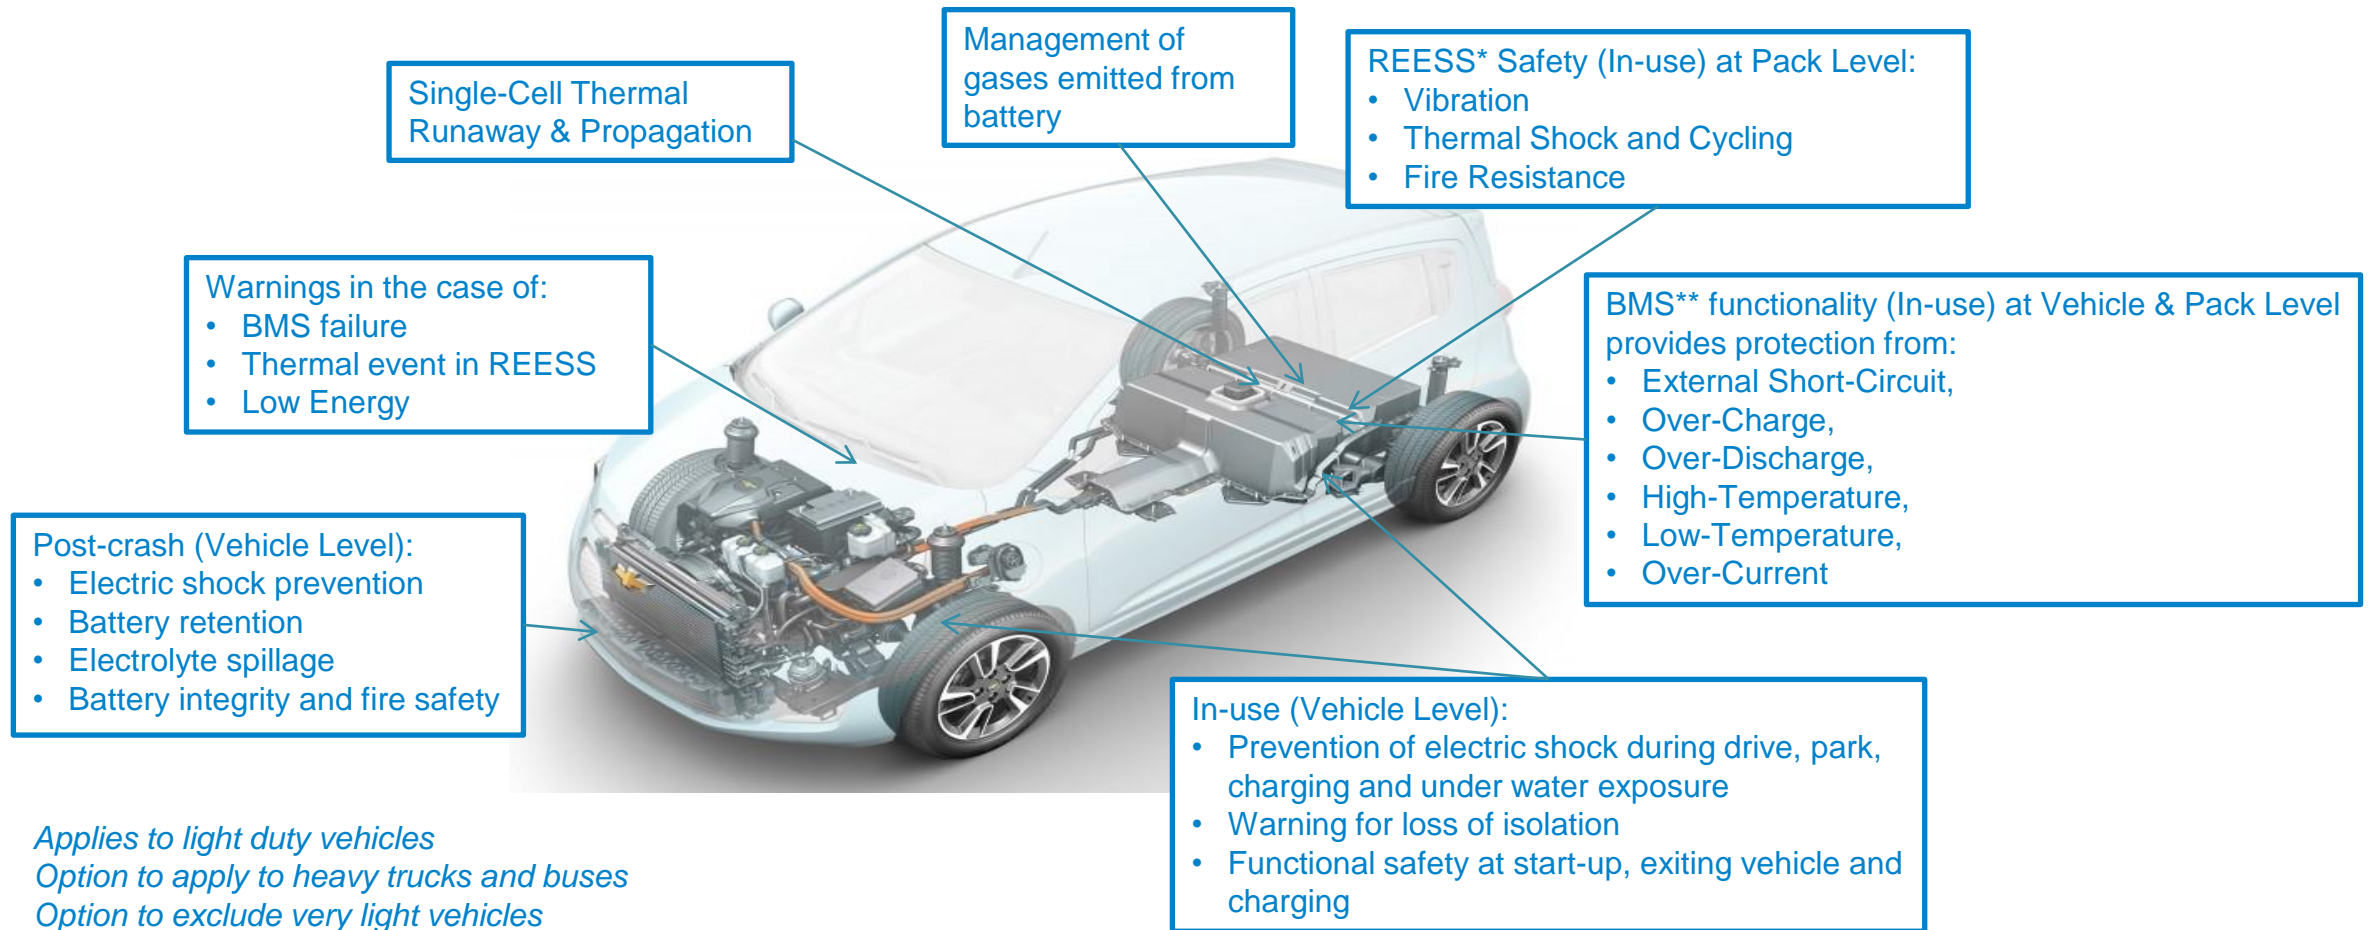 Management of
gases emitted from
battery
REESS* Safety (In-use) at Pack Level:
• Vibration
• Thermal Shock and Cycling
• Fire Resistance
Single-Cell Thermal
Runaway & Propagation
Warnings in the case of:
• BMS failure
• Thermal event in REESS
• Low Energy
BMS** functionality (In-use) at Vehicle & Pack Level
provides protection from:
• External Short-Circuit,
• Over-Charge,
• Over-Discharge,
• High-Temperature,
• Low-Temperature,
• Over-Current
Post-crash (Vehicle Level):
• Electric shock prevention
• Battery retention
• Electrolyte spillage
• Battery integrity and fire safety
In-use (Vehicle Level):
• Prevention of electric shock during drive, park,
charging and under water exposure
• Warning for loss of isolation
• Functional safety at start-up, exiting vehicle and
charging
Applies to light duty vehicles
Option to apply to heavy trucks and buses
Option to exclude very light vehicles